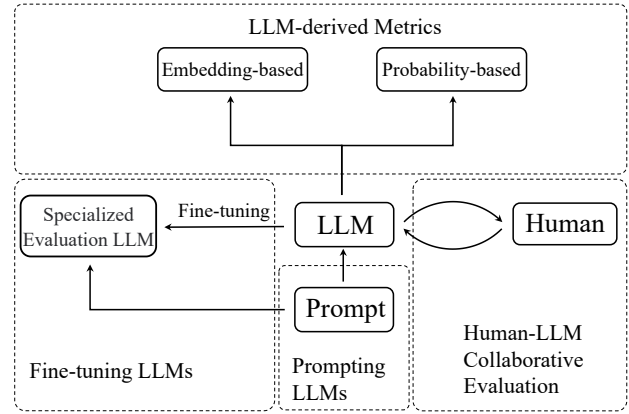 LLM-derived Metrics
Embedding-based
Probability-based
Specialized
Evaluation LLM
Fine-tuning
LLM
Human
Prompt
Fine-tuning LLMs
Prompting
LLMs
Human-LLM
Collaborative
Evaluation